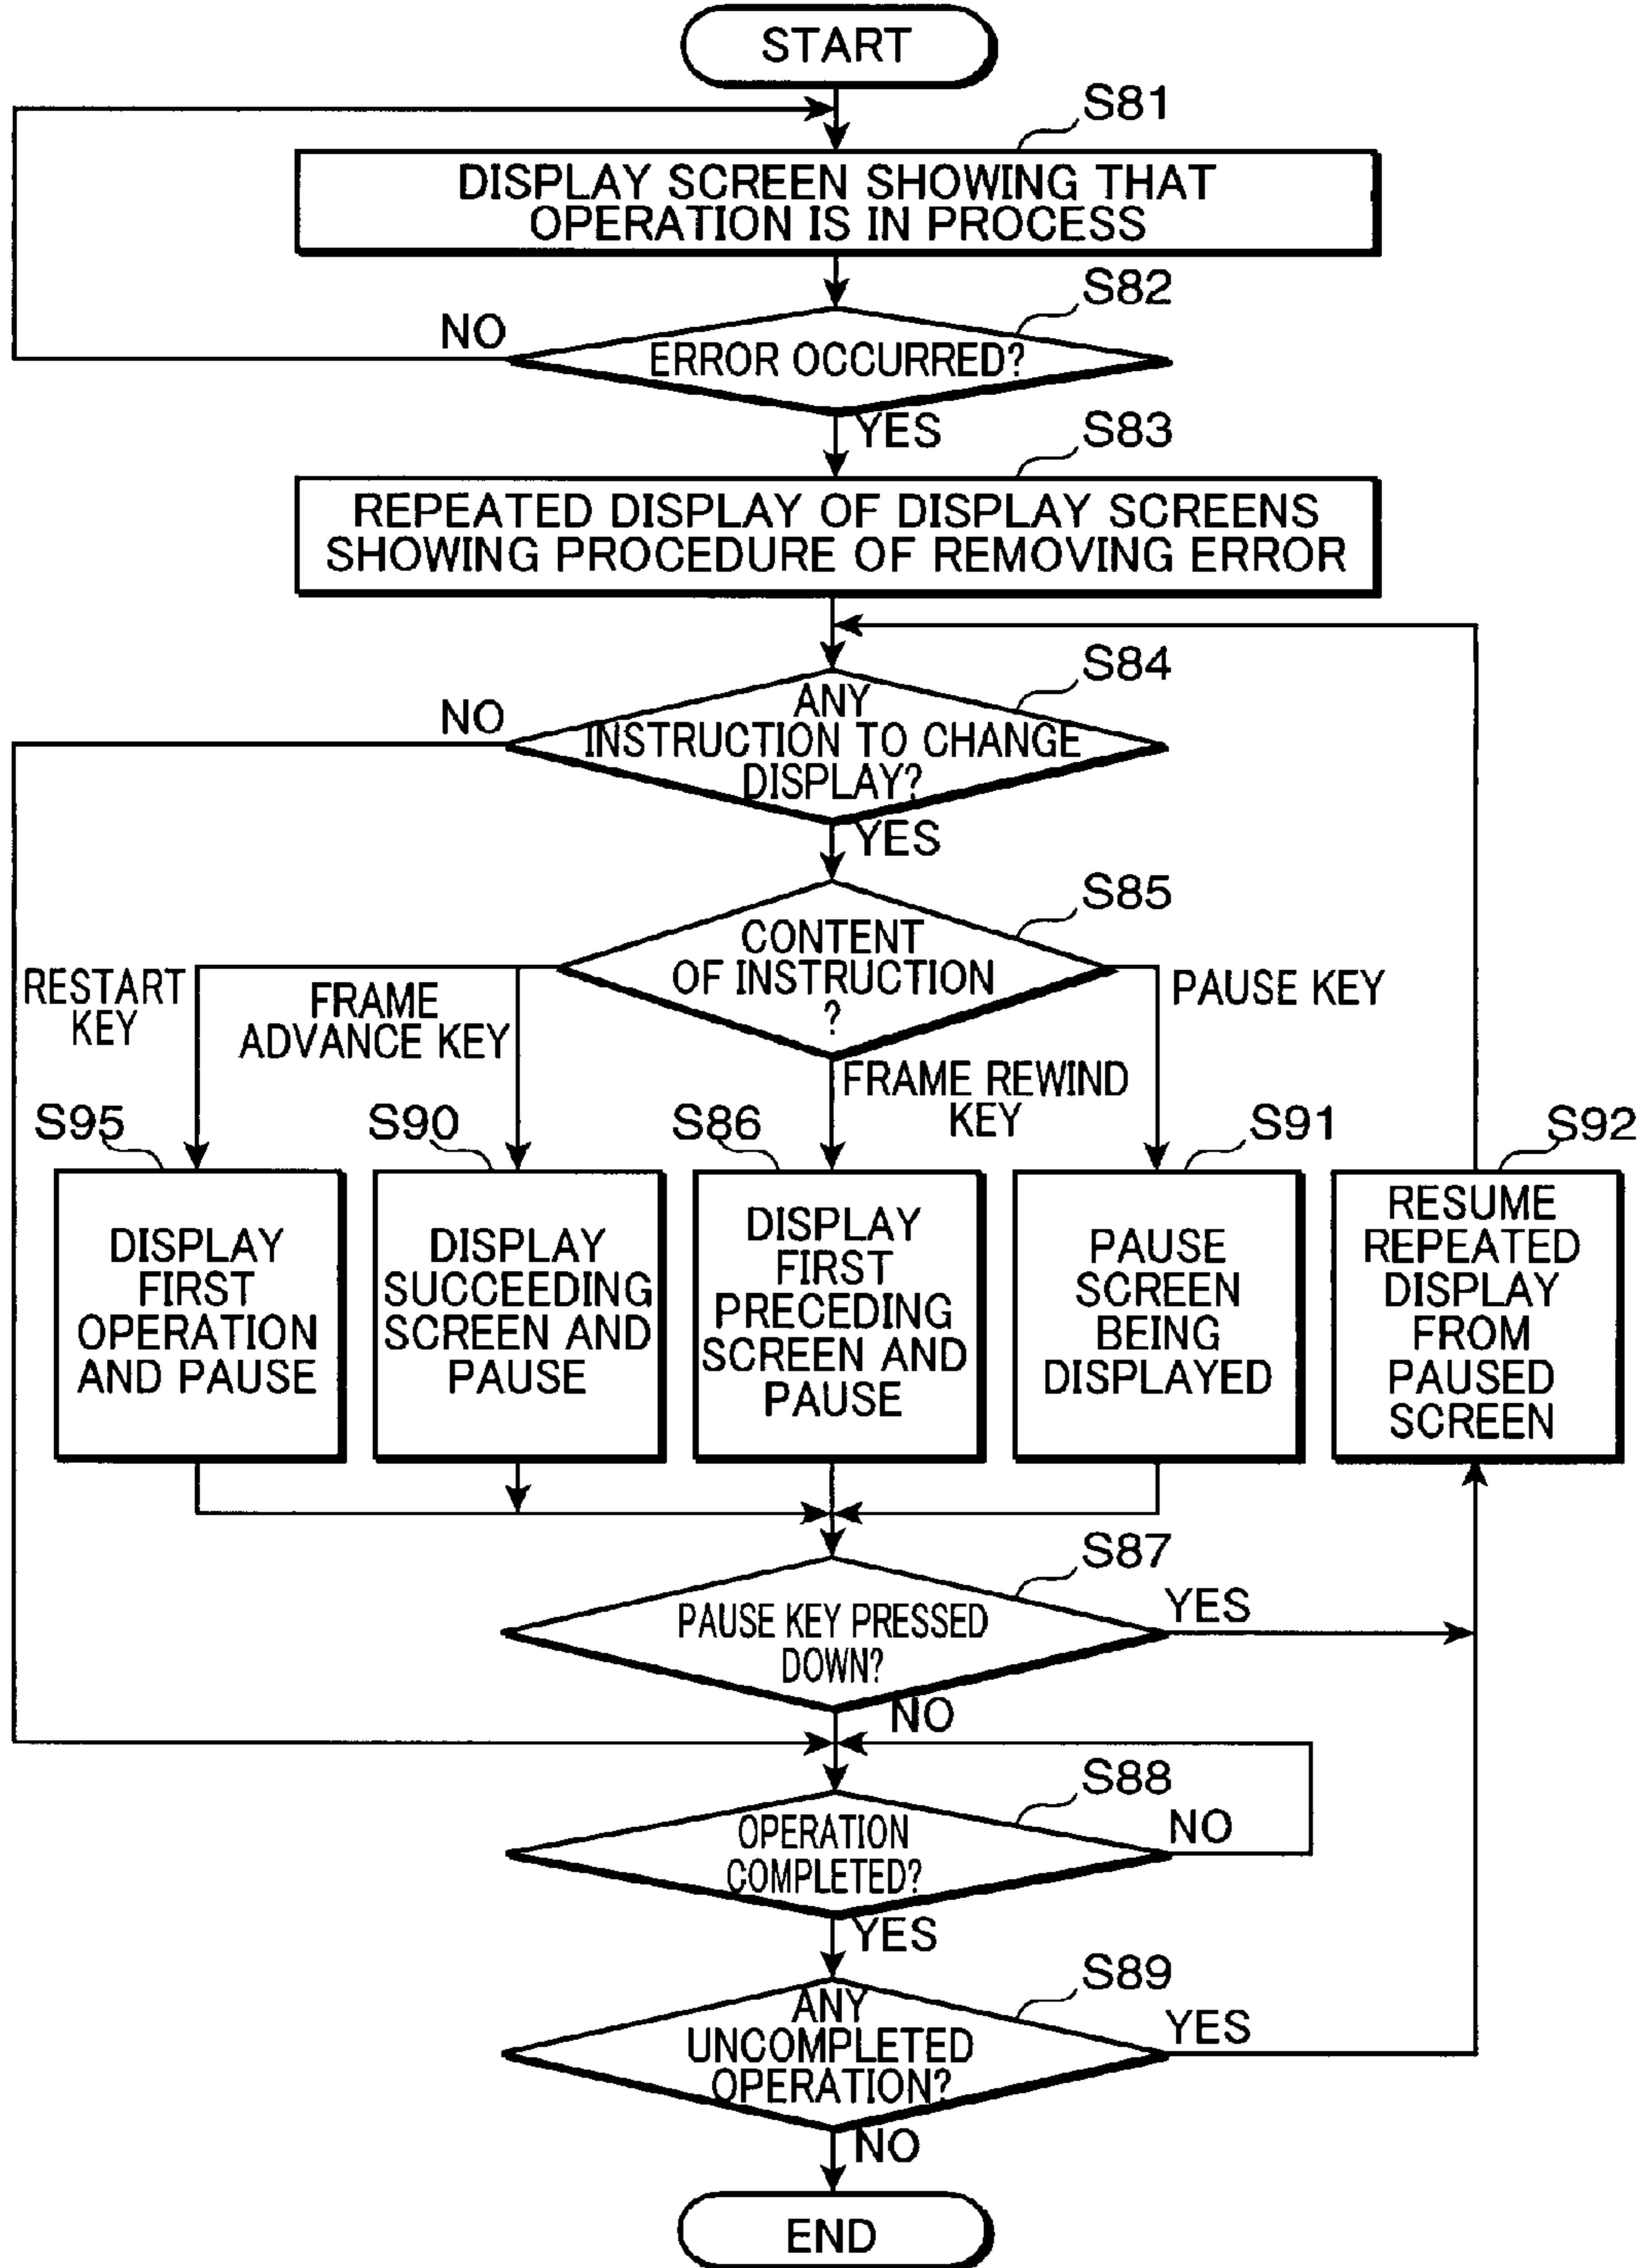 START
S81
DISPLAY SCREEN SHOWING THAT
OPERATION IS IN PROCESS
S82
NO
ERROR OCCURRED?
YES
S83
REPEATED DISPLAY OF DISPLAY SCREENS
SHOWING PROCEDURE OF REMOVING ERROR
S84
NO
ANY
INSTRUCTION TO CHANGE
DISPLAY?
YES
S85
CONTENT
OF INSTRUCTION
?
RESTART
KEY
FRAME
ADVANCE KEY
FRAME REWIND
KEY
PAUSE KEY
S95
DISPLAY
FIRST
OPERATION
AND PAUSE
S90
DISPLAY
SUCCEEDING
SCREEN AND
PAUSE
S86
DISPLAY
FIRST
PRECEDING
SCREEN AND
PAUSE
S91
PAUSE
SCREEN
BEING
DISPLAYED
S92
RESUME
REPEATED
DISPLAY
FROM
PAUSED
SCREEN
S87
PAUSE KEY PRESSED
DOWN?
YES
NO
S88
OPERATION
COMPLETED?
NO
YES
S89
ANY
UNCOMPLETED
OPERATION?
YES
NO
END